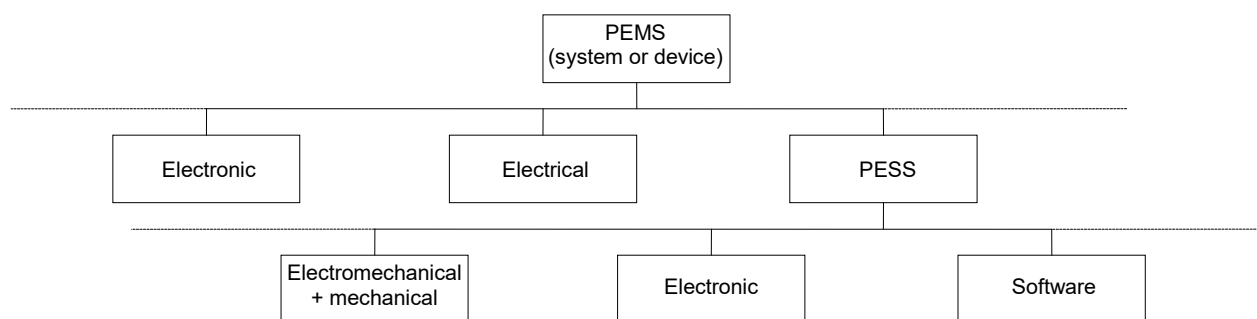 PEMS
(system or device)
Electronic
Electrical
PESS
Electromechanical
+ mechanical
Electronic
Software